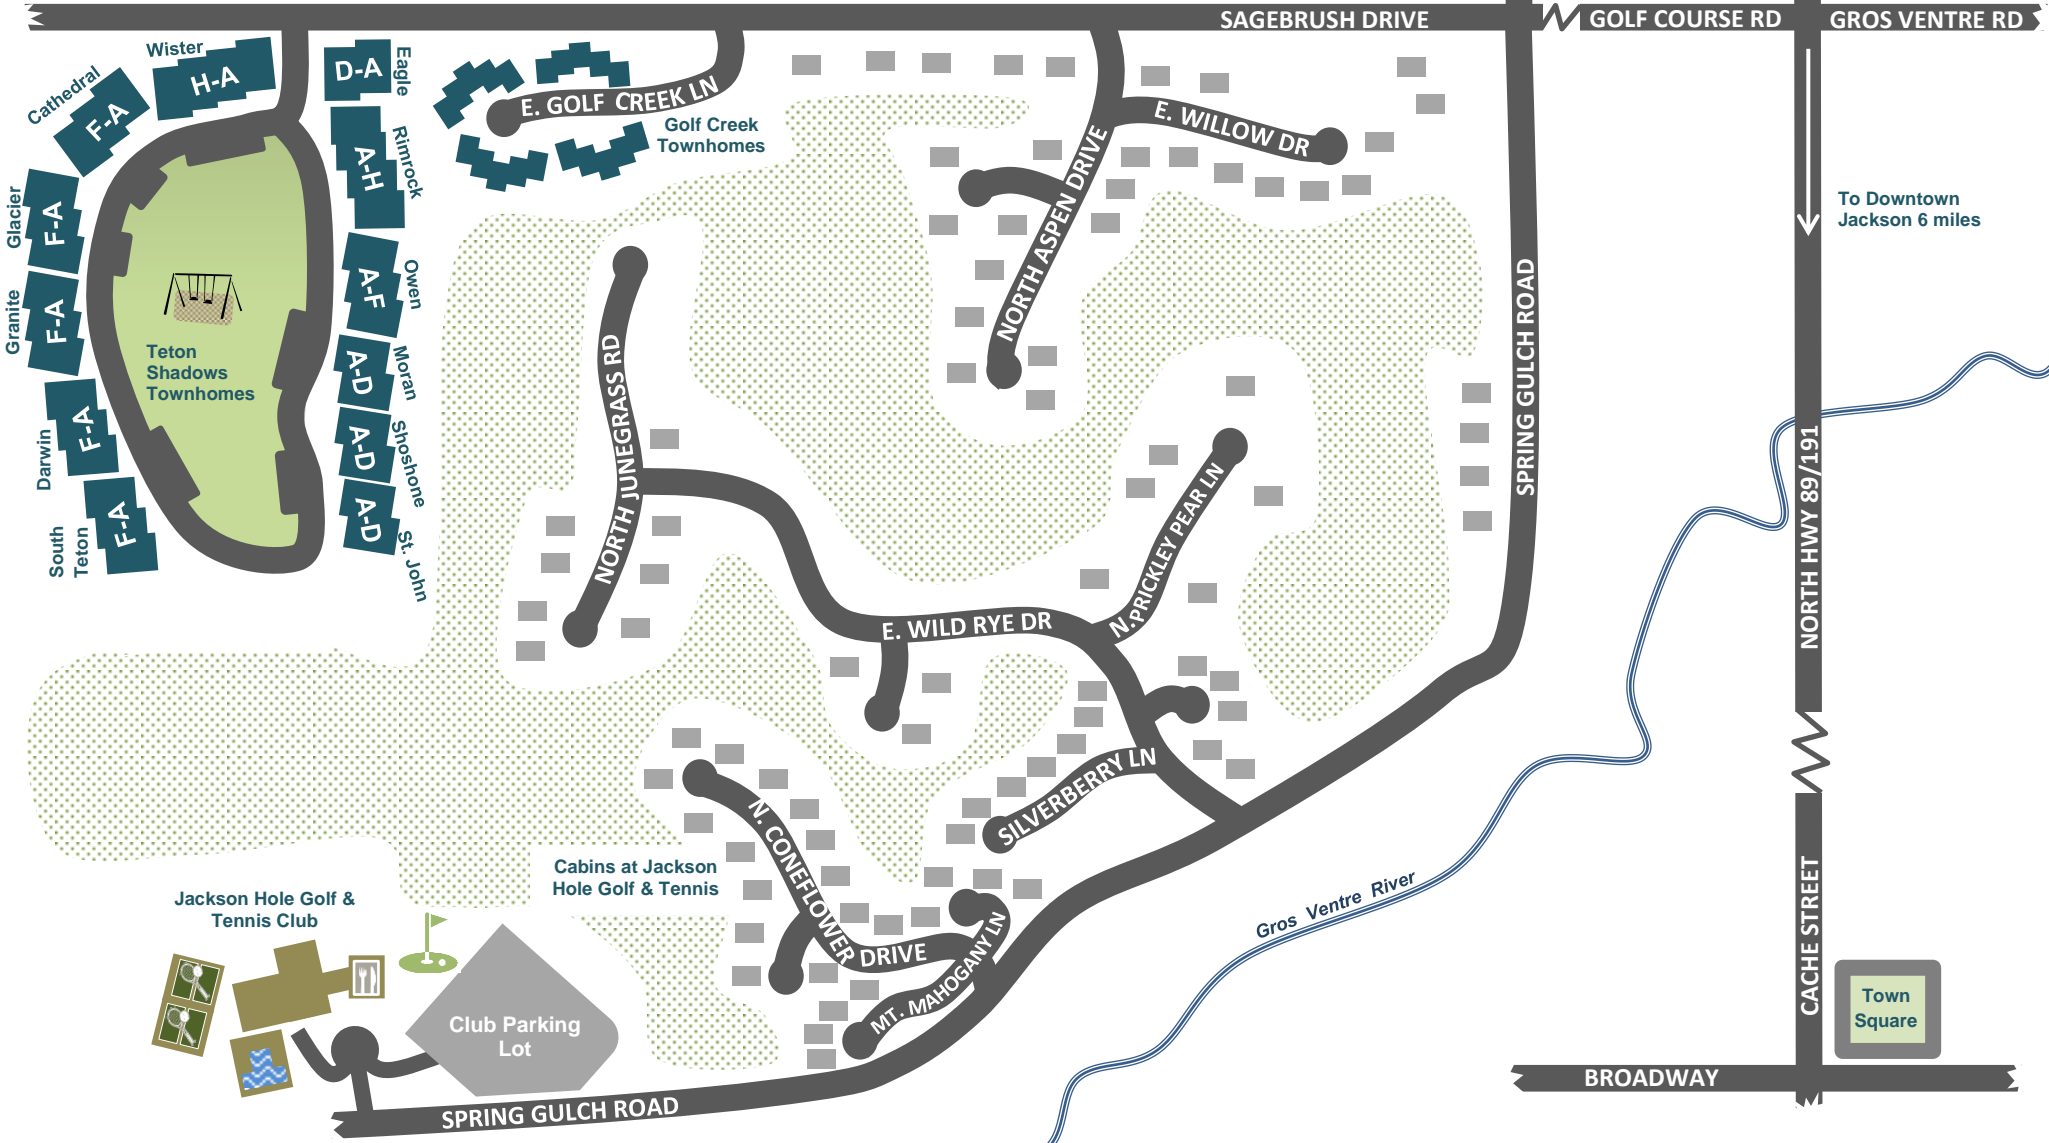 SAGEBRUSH DRIVE
GOLF COURSE RD
GROS VENTRE RD
Wister
H-A
Cathedral
F-A
D-A
Eagle
Rimrock
A-H
E. GOLF CREEK LN
Golf Creek
Townhomes
E. WILLOW DR
NORTH ASPEN DRIVE
To Downtown
Jackson 6 miles
Glacier
F-A
Granite
F-A
Owen
A-F
Moran
A-D
Teton
Shadows
Townhomes
Darwin
F-A
Shoshone
A-D
South
Teton
F-A
A-D
St. John
NORTH JUNEGRASS RD
SPRING GULCH ROAD
NORTH HWY 89/191
N. PRICKLEY PEAR LN
E. WILD RYE DR
SILVERBERRY LN
N. CONEFLOWER DRIVE
Cabins at Jackson
Hole Golf & Tennis
Jackson Hole Golf &
Tennis Club
MT. MAHOGANY LN
Gros Ventre River
CACHE STREET
Town
Square
Club Parking
Lot
BROADWAY
SPRING GULCH ROAD